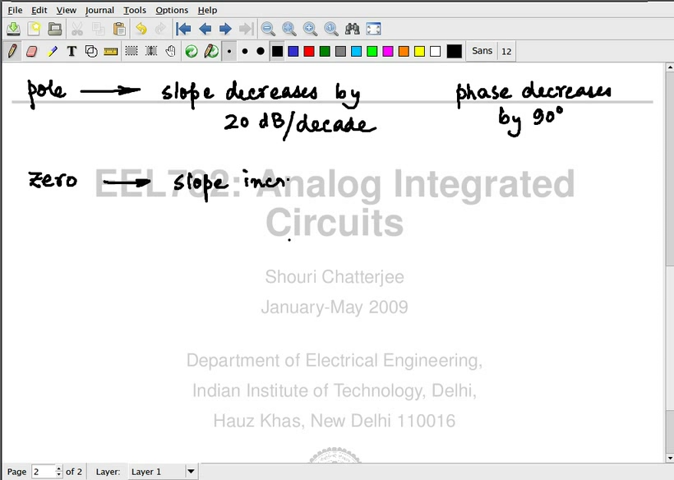 File Edit View Journal Tools Options Help
Sans 12
pole → slope decreases by phase decreases
20 dB/decade by 90°
zero → slope incr
EEL782: Analog Integrated
Circuits
Shouri Chatterjee
January-May 2009
Department of Electrical Engineering,
Indian Institute of Technology, Delhi,
Hauz Khas, New Delhi 110016
Page 2 of 2 Layer: Layer 1